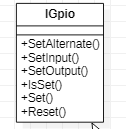 IGpio
+SetAlternate()
+SetInput()
+SetOutput()
+IsSet()
+Set()
+Reset()